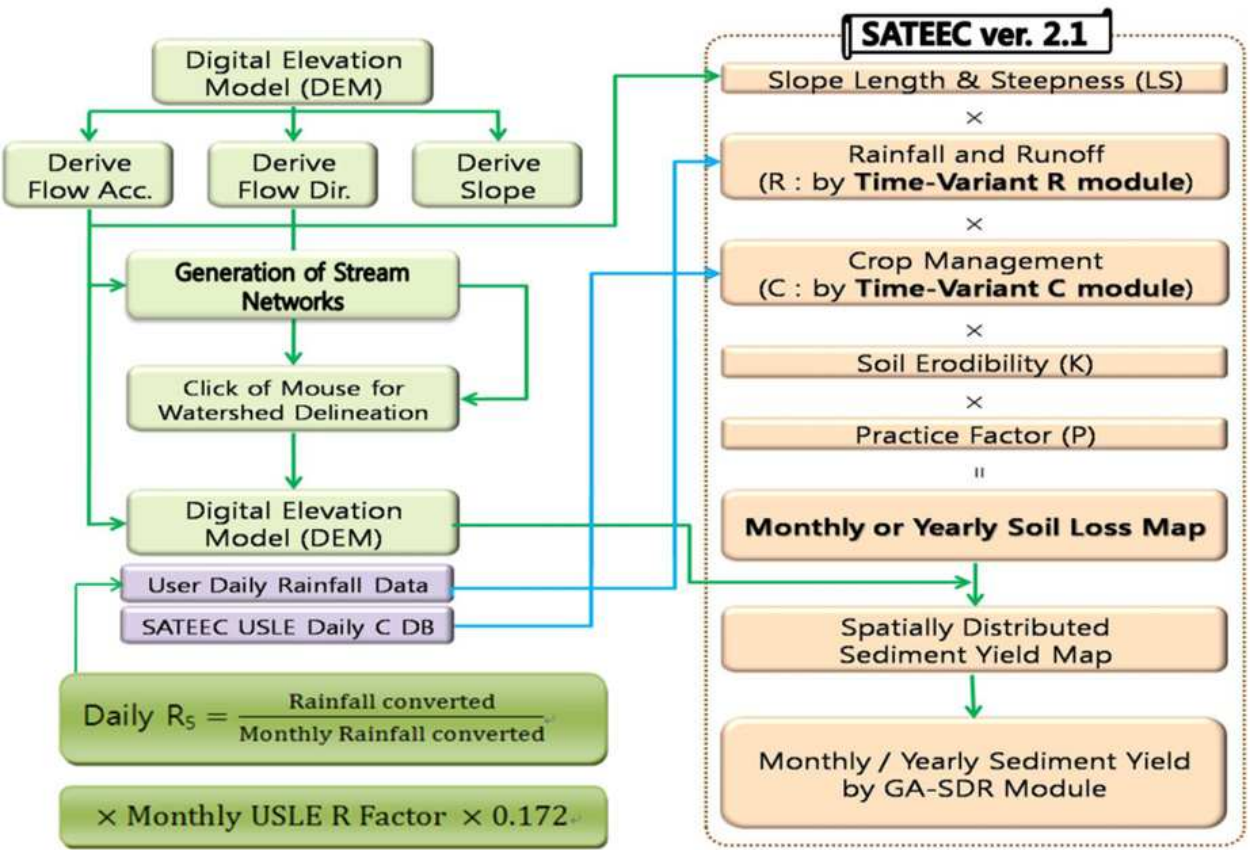 SATEEC ver. 2.1
Digital Elevation
Model (DEM)
Derive
Flow Acc.
Derive
Flow Dir.
Derive
Slope
Generation of Stream
Networks
Click of Mouse for
Watershed Delineation
Digital Elevation
Model (DEM)
User Daily Rainfall Data
SATEEC USLE Daily C DB
Daily R₅ = Rainfall converted
Monthly Rainfall converted
× Monthly USLE R Factor × 0.172
Slope Length & Steepness (LS)
×
Rainfall and Runoff
(R : by Time-Variant R module)
×
Crop Management
(C : by Time-Variant C module)
×
Soil Erodibility (K)
×
Practice Factor (P)
=
Monthly or Yearly Soil Loss Map
Spatially Distributed
Sediment Yield Map
Monthly / Yearly Sediment Yield
by GA-SDR Module